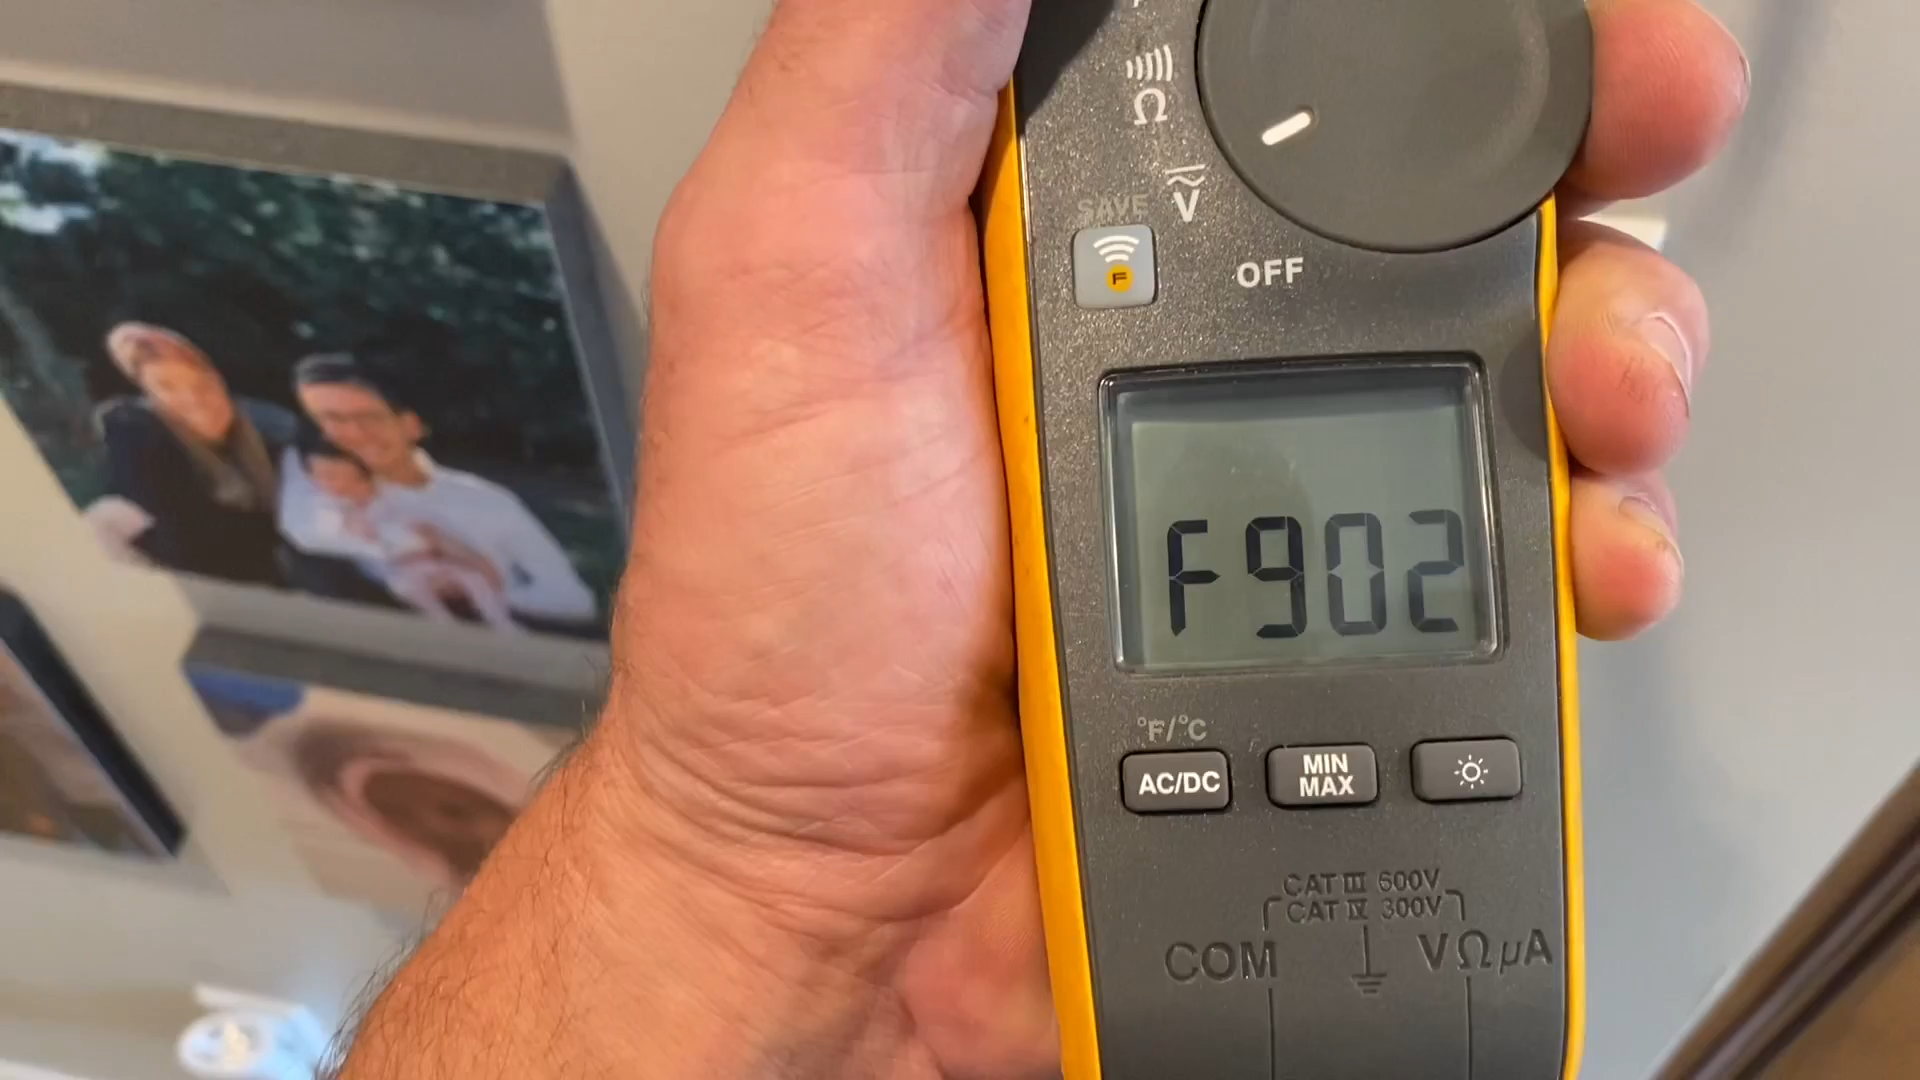 Ω
V
SAVE
F
OFF
F902
°F/°C
AC/DC
MIN
MAX
CAT III 600V
CAT IV 300V
COM
VΩµA